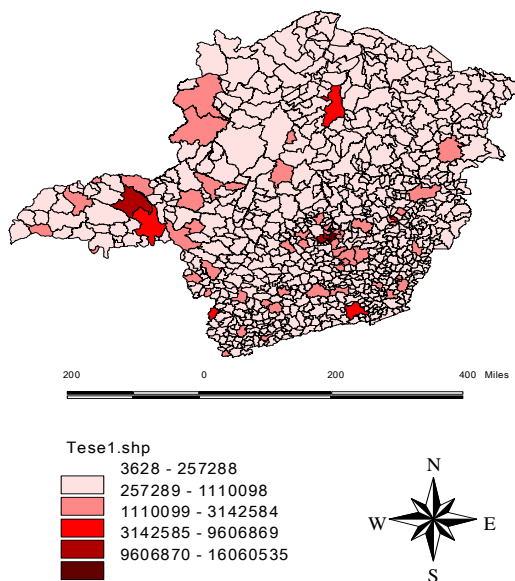 200 0 200 400 Miles
Tese1.shp
3628 - 257288
257289 - 1110098
1110099 - 3142584
3142585 - 9606869
9606870 - 16060535
N
W E
S